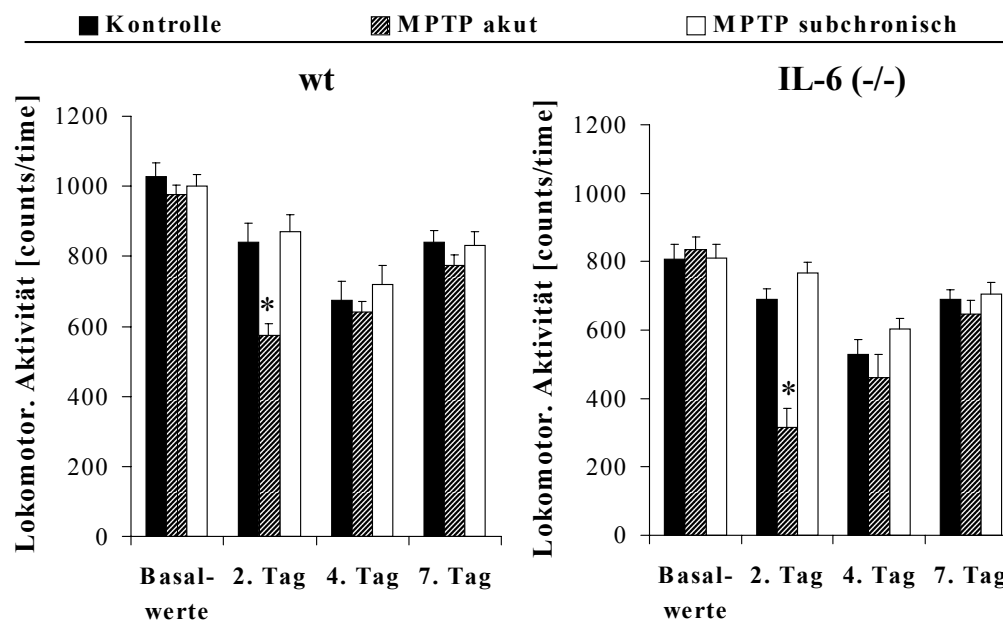 Kontrolle MPTP akut MPTP subchronisch
wt
Lokomotor. Aktivität [counts/time]
1200
1000
800
600
400
200
0
*
Basal-
werte
2. Tag
4. Tag
7. Tag
IL-6 (-/-)
Lokomotor. Aktivität [counts/time]
1200
1000
800
600
400
200
0
*
Basal-
werte
2. Tag
4. Tag
7. Tag